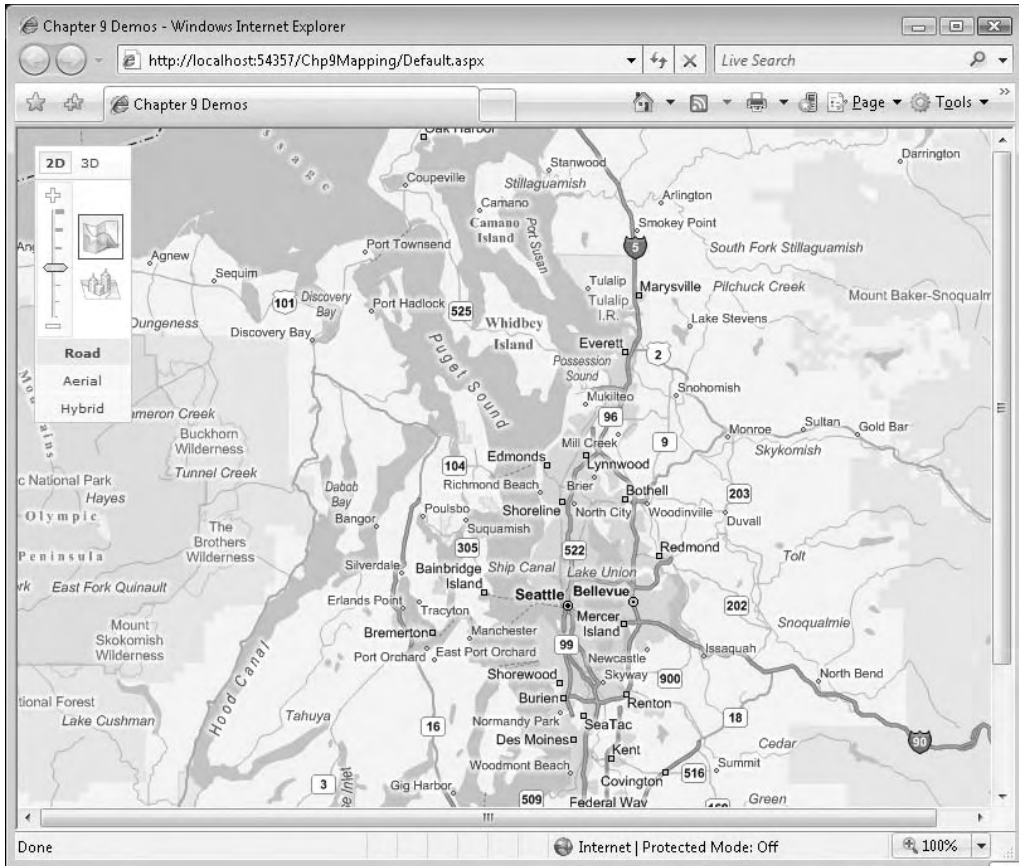 Chapter 9 Demos - Windows Internet Explorer
http://localhost:54357/Chp9Mapping/Default.aspx
Live Search
Chapter 9 Demos
Page
Tools
2D 3D
Road
Aerial
Hybrid
Oak Harbor
Darrington
Stanwood
Coupeville
Stillaguamish
Arlington
Camano
Camano
Island
Port Susan
Smokey Point
5
South Fork Stillaguamish
Port Townsend
Agnew
Sequim
Tulalip
Marysville
Pilchuck Creek
Tulalip
I.R.
Mount Baker-Snoqualm
101
Discovery
Bay
Port Hadlock
525
Dungeness
Discovery Bay
Whidbey
Island
Lake Stevens
Everett
2
Puget Sound
Possession
Sound
Snohomish
Mukilteo
96
ameron Creek
Buckhorn
Wilderness
Mill Creek
9
Monroe
Sultan
Gold Bar
Skykomish
104
Edmonds
Lynnwood
Tunnel Creek
c National Park
Hayes
Dabob
Bay
Richmond Beach
Brier
Bothell
203
Olympic
Bangor
Poulsbo
Shoreline
North City
Woodinville
Duvall
The
Brothers
Wilderness
Suquamish
Peninsula
305
522
Redmond
Tolt
Silverdale
Bainbridge
Island
Ship Canal
Lake Union
rk
East Fork Quinault
Erlands Point
Seattle
Bellevue
202
Tracyton
Mount
Skokomish
Wilderness
Bremerton
Manchester
Mercer
Island
Snoqualmie
Port Orchard
East Port Orchard
99
Issaquah
Newcastle
Hood Canal
Shorewood
Skyway
900
North Bend
tional Forest
Burien
Renton
Lake Cushman
Tahuya
16
Normandy Park
SeaTac
18
Des Moines
Kent
Cedar
90
Woodmont Beach
Summit
3
Gig Harbor
Covington
516
509
Federal Way
Green
Done
Internet | Protected Mode: Off
100%